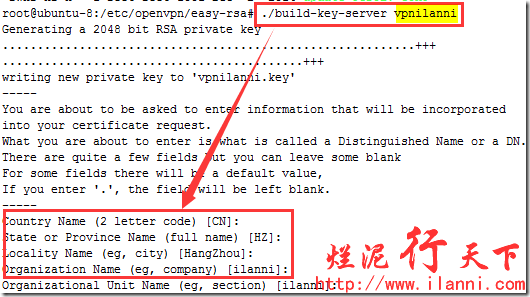 root@ubuntu-8:/etc/openvpn/easy-rsa# ./build-key-server vpnilanni
Generating a 2048 bit RSA private key
......................................................+++
.......................................+++
writing new private key to 'vpnilanni.key'
-----
You are about to be asked to enter information that will be incorporated
into your certificate request.
What you are about to enter is what is called a Distinguished Name or a DN.
There are quite a few fields but you can leave some blank
For some fields there will be a default value,
If you enter '.', the field will be left blank.
-----
Country Name (2 letter code) [CN]:
State or Province Name (full name) [HZ]:
Locality Name (eg, city) [HangZhou]:
Organization Name (eg, company) [ilanni]:
Organizational Unit Name (eg, section) [ilanni]:
烂泥行天下
http://www.ilanni.com